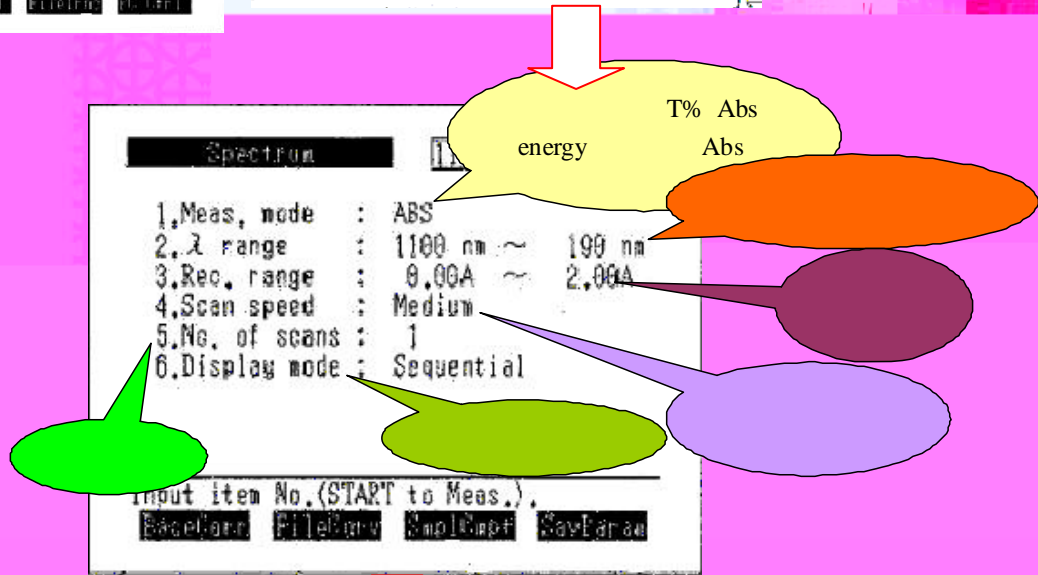 T% Abs
energy Abs
Spectrum
1.Meas. mode : ABS
2.λ range : 1100 nm ~ 190 nm
3.Rec. range : 0.00A ~ 2.00A
4.Scan speed : Medium
5.No. of scans : 1
6.Display mode : Sequential
Input item No.(START to Meas.).
BaseCorr FileConv SmplCmpt SavParam